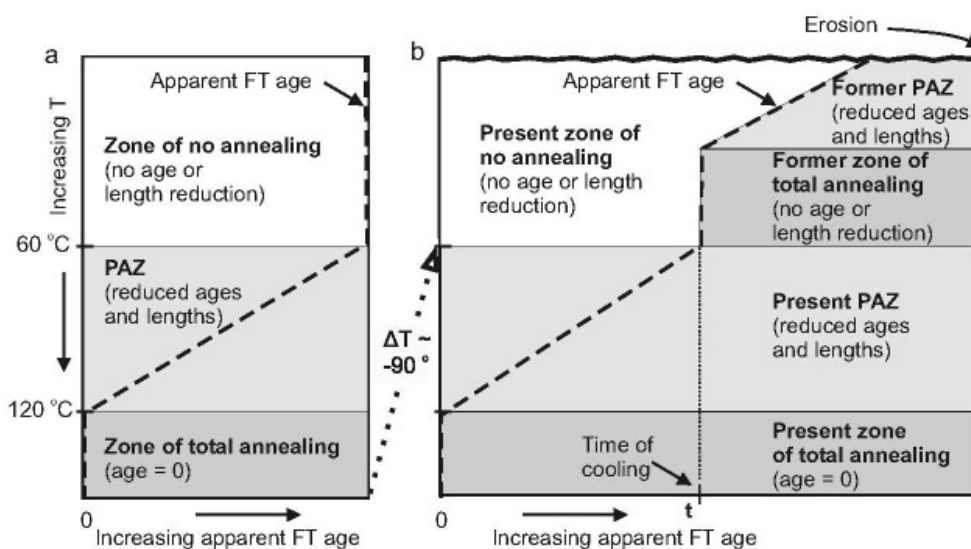 a
Apparent FT age
Zone of no annealing
(no age or
length reduction)
Increasing T
60 °C
PAZ
(reduced ages
and lengths)
120 °C
Zone of total annealing
(age = 0)
0
Increasing apparent FT age
ΔT ~
-90 °
b
Erosion
Apparent FT age
Former PAZ
(reduced ages
and lengths)
Present zone of
no annealing
(no age or length
reduction)
Former zone of
total annealing
(no age or
length reduction)
Present PAZ
(reduced ages
and lengths)
Time of
cooling
Present zone
of total annealing
(age = 0)
0
t
Increasing apparent FT age